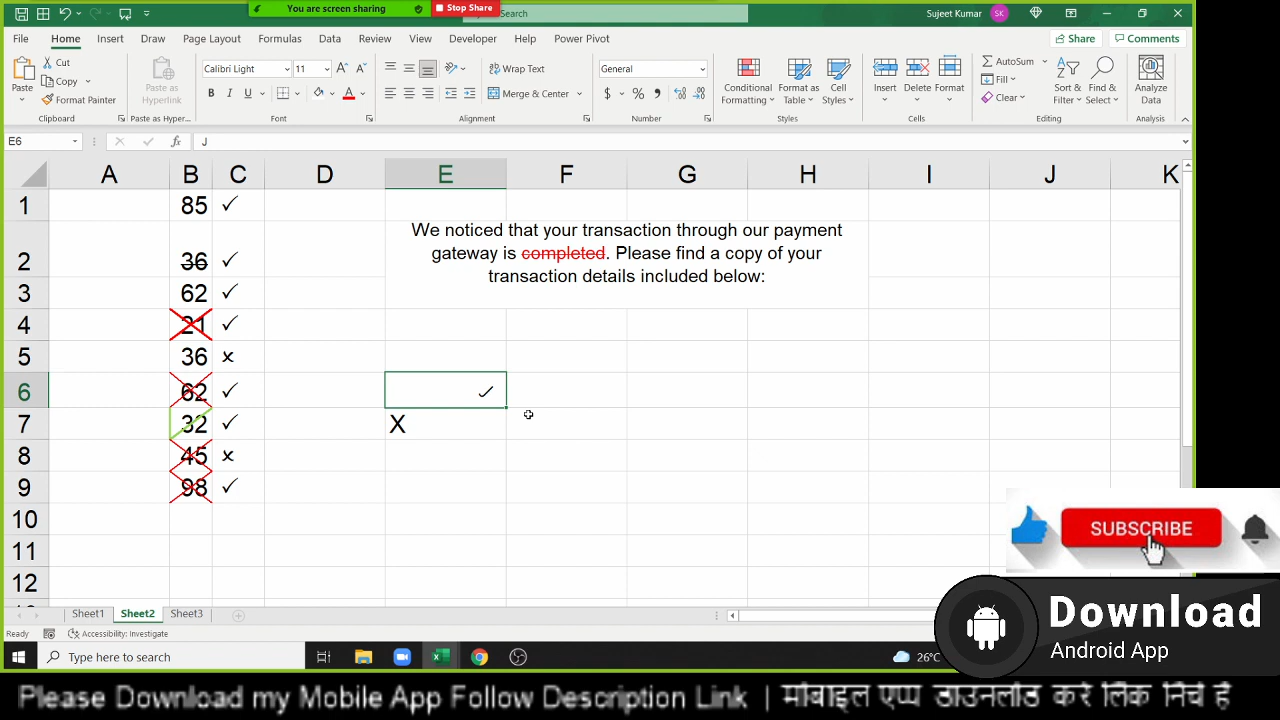 You are screen sharing
Stop Share
Search
Sujeet Kumar
SK
File Home Insert Draw Page Layout Formulas Data Review View Developer Help Power Pivot
Share
Comments
Paste
Cut
Copy
Format Painter
Clipboard
Paste as Hyperlink
Paste as Hyper...
Calibri Light
11
B I U
Font
Wrap Text
Merge & Center
Alignment
General
$ % ,
Number
Conditional Formatting
Format as Table
Cell Styles
Styles
Insert
Delete
Format
Cells
AutoSum
Fill
Clear
Sort & Filter
Find & Select
Editing
Analyze Data
Analysis
E6
fx
J
A B C D E F G H I J K
1 85 ✓
We noticed that your transaction through our payment
gateway is completed. Please find a copy of your
transaction details included below:
2 36 ✓
3 62 ✓
4 21 ✓
5 36 x
6 62 ✓ ✓
7 32 ✓ X
8 45 x
9 98 ✓
10
11
12
Sheet1 Sheet2 Sheet3
Ready
Accessibility: Investigate
Type here to search
26°C
SUBSCRIBE
Download
Android App
Please Download my Mobile App Follow Description Link | मोबाइल एप्प डाउनलोड करे लिंक निचे है